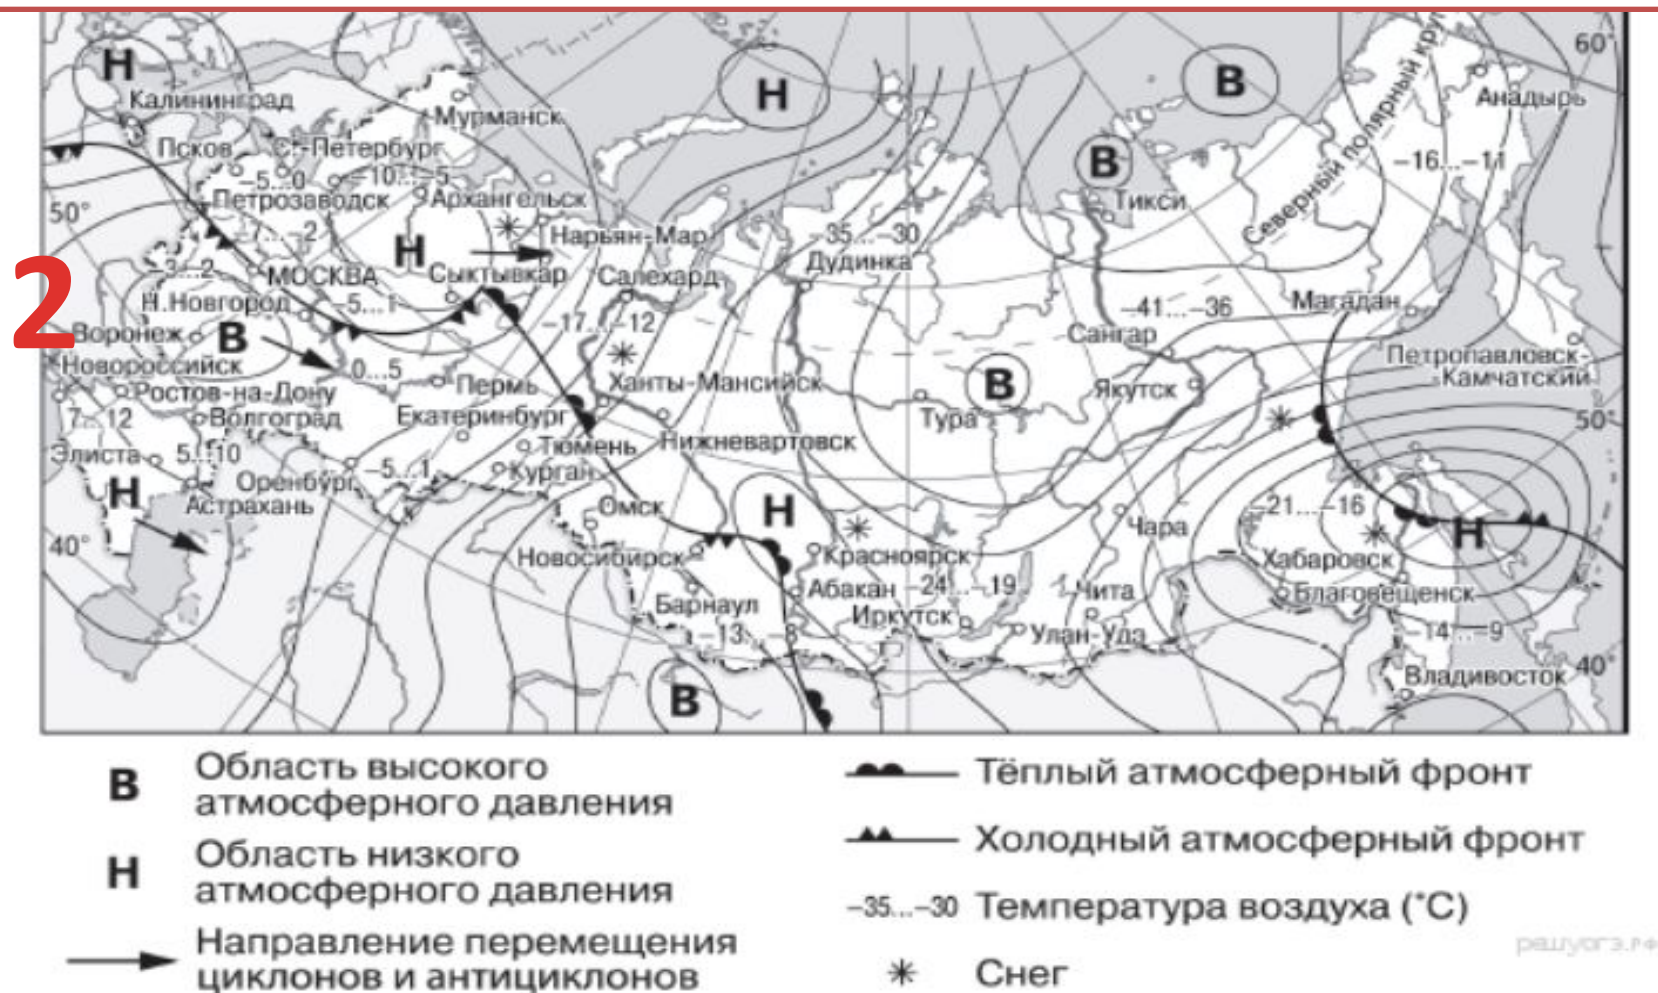 60°
Н
Н
В
Калининград
Мурманск
Анадырь
Северный полярный круг
Псков
С.-Петербург
В
–16...–11
–5...0
–10...–5
Петрозаводск
Архангельск
Тикси
50°
–2
–35...–30
Н
Нарьян-Мар
Дудинка
2
–3...2
МОСКВА
Сыктывкар
Салехард
Н.Новгород
–5...1
–41...–36
Магадан
–17...–12
Воронеж
В
Сангар
Новороссийск
0...5
Петропавловск-
Камчатский
Ростов-на-Дону
Пермь
Ханты-Мансийск
В
Якутск
7...12
Волгоград
Екатеринбург
Тура
50°
Элиста
5...10
Тюмень
Нижневартовск
Оренбург
–5...1
Курган
Н
Астрахань
Омск
Н
Чара
–21...–16
Н
40°
Новосибирск
Красноярск
Хабаровск
Абакан
–24...–19
Чита
Благовещенск
Барнаул
Иркутск
–13...–8
Улан-Удэ
–14...–9
40°
В
Владивосток
В
Область высокого
атмосферного давления
Н
Область низкого
атмосферного давления
Направление перемещения
циклонов и антициклонов
Тёплый атмосферный фронт
Холодный атмосферный фронт
–35...–30 Температура воздуха (°C)
Снег
решуогэ.рф